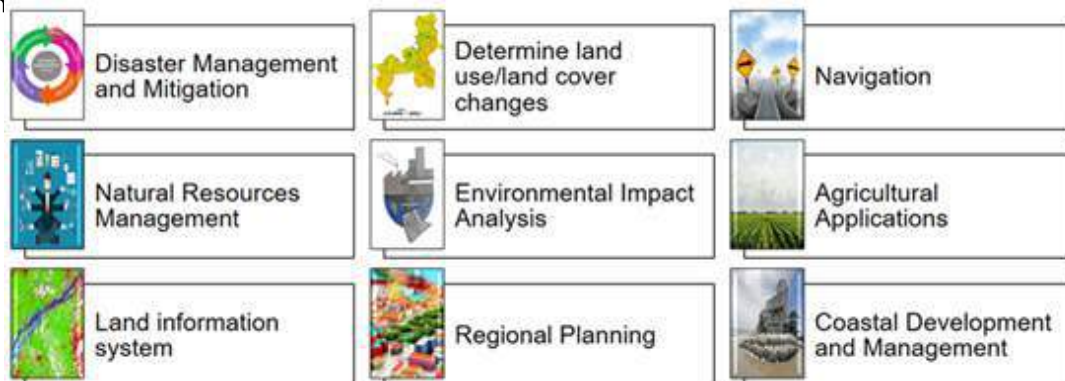 Disaster Management
and Mitigation
Determine land
use/land cover
changes
Navigation
Natural Resources
Management
Environmental Impact
Analysis
Agricultural
Applications
Land information
system
Regional Planning
Coastal Development
and Management